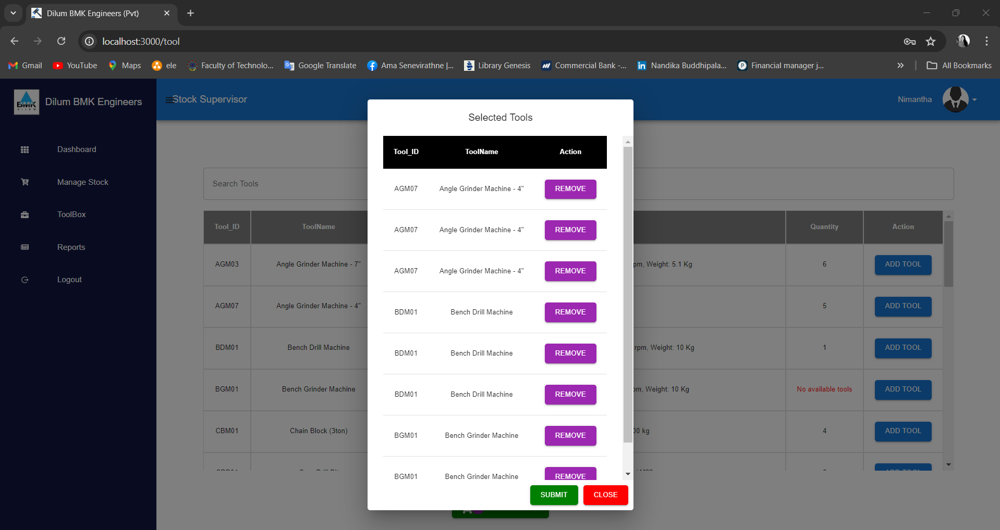 Dilum BMK Engineers (Pvt)
localhost:3000/tool
Gmail YouTube Maps ele Faculty of Technolo... Google Translate Ama Senevirathne |... Library Genesis Commercial Bank -... Nandika Buddhipala... Financial manager j... All Bookmarks
BMK
DILUM
Dilum BMK Engineers
Stock Supervisor
Nimantha
Dashboard
Manage Stock
ToolBox
Reports
Logout
Search Tools
Tool_ID ToolName Quantity Action
AGM03 Angle Grinder Machine - 7" pm, Weight: 5.1 Kg 6 ADD TOOL
AGM07 Angle Grinder Machine - 4" 5 ADD TOOL
BDM01 Bench Drill Machine rpm, Weight: 10 Kg 1 ADD TOOL
BGM01 Bench Grinder Machine om, Weight: 10 Kg No available tools ADD TOOL
CBM01 Chain Block (3ton) 00 kg 4 ADD TOOL
Selected Tools
Tool_ID ToolName Action
AGM07 Angle Grinder Machine - 4" REMOVE
AGM07 Angle Grinder Machine - 4" REMOVE
AGM07 Angle Grinder Machine - 4" REMOVE
BDM01 Bench Drill Machine REMOVE
BDM01 Bench Drill Machine REMOVE
BDM01 Bench Drill Machine REMOVE
BGM01 Bench Grinder Machine REMOVE
BGM01 Bench Grinder Machine REMOVE
SUBMIT CLOSE